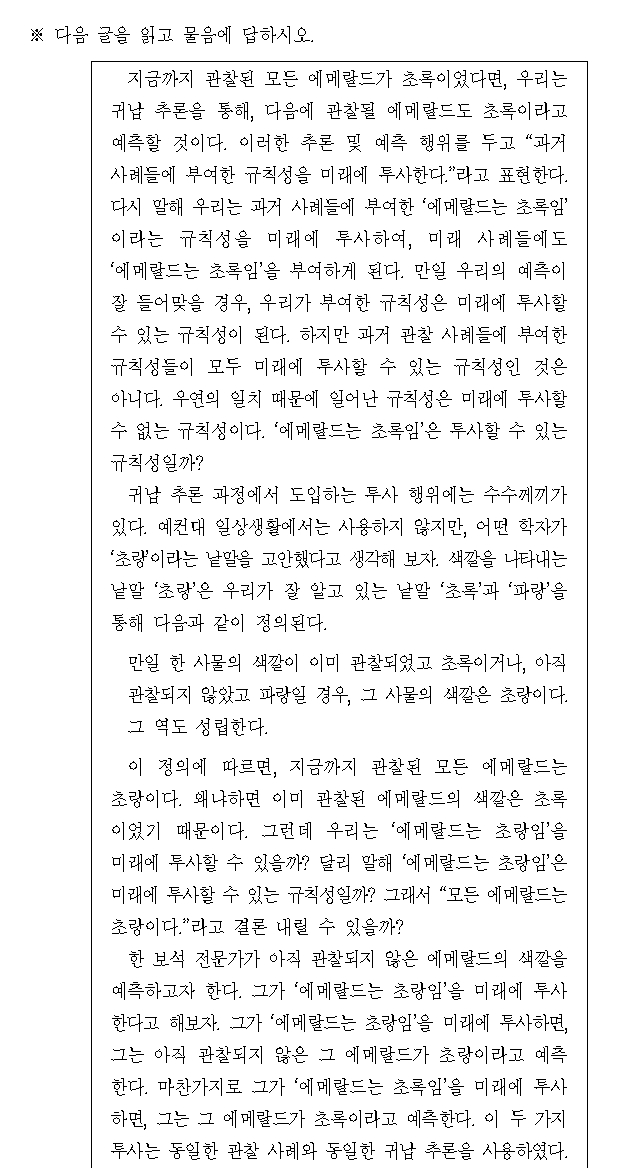 ※ 다음 글을 읽고 물음에 답하시오.
지금까지 관찰된 모든 에메랄드가 초록이었다면, 우리는
귀납 추론을 통해, 다음에 관찰될 에메랄드도 초록이라고
예측할 것이다. 이러한 추론 및 예측 행위를 두고 “과거
사례들에 부여한 규칙성을 미래에 투사한다.”라고 표현한다.
다시 말해 우리는 과거 사례들에 부여한 ‘에메랄드는 초록임’
이라는 규칙성을 미래에 투사하여, 미래 사례들에도
‘에메랄드는 초록임’을 부여하게 된다. 만일 우리의 예측이
잘 들어맞을 경우, 우리가 부여한 규칙성은 미래에 투사할
수 있는 규칙성이 된다. 하지만 과거 관찰 사례들에 부여한
규칙성들이 모두 미래에 투사할 수 있는 규칙성인 것은
아니다. 우연의 일치 때문에 일어난 규칙성은 미래에 투사할
수 없는 규칙성이다. ‘에메랄드는 초록임’은 투사할 수 있는
규칙성일까?
귀납 추론 과정에서 도입하는 투사 행위에는 수수께끼가
있다. 예컨대 일상생활에서는 사용하지 않지만, 어떤 학자가
‘초랑’이라는 낱말을 고안했다고 생각해 보자. 색깔을 나타내는
낱말 ‘초랑’은 우리가 잘 알고 있는 낱말 ‘초록’과 ‘파랑’을
통해 다음과 같이 정의된다.
만일 한 사물의 색깔이 이미 관찰되었고 초록이거나, 아직
관찰되지 않았고 파랑일 경우, 그 사물의 색깔은 초랑이다.
그 역도 성립한다.
이 정의에 따르면, 지금까지 관찰된 모든 에메랄드는
초랑이다. 왜냐하면 이미 관찰된 에메랄드의 색깔은 초록
이었기 때문이다. 그런데 우리는 ‘에메랄드는 초랑임’을
미래에 투사할 수 있을까? 달리 말해 ‘에메랄드는 초랑임’은
미래에 투사할 수 있는 규칙성일까? 그래서 “모든 에메랄드는
초랑이다.”라고 결론 내릴 수 있을까?
한 보석 전문가가 아직 관찰되지 않은 에메랄드의 색깔을
예측하고자 한다. 그가 ‘에메랄드는 초랑임’을 미래에 투사
한다고 해보자. 그가 ‘에메랄드는 초랑임’을 미래에 투사하면,
그는 아직 관찰되지 않은 그 에메랄드가 초랑이라고 예측
한다. 마찬가지로 그가 ‘에메랄드는 초록임’을 미래에 투사
하면, 그는 그 에메랄드가 초록이라고 예측한다. 이 두 가지
투사는 동일한 관찰 사례와 동일한 귀납 추론을 사용하였다.